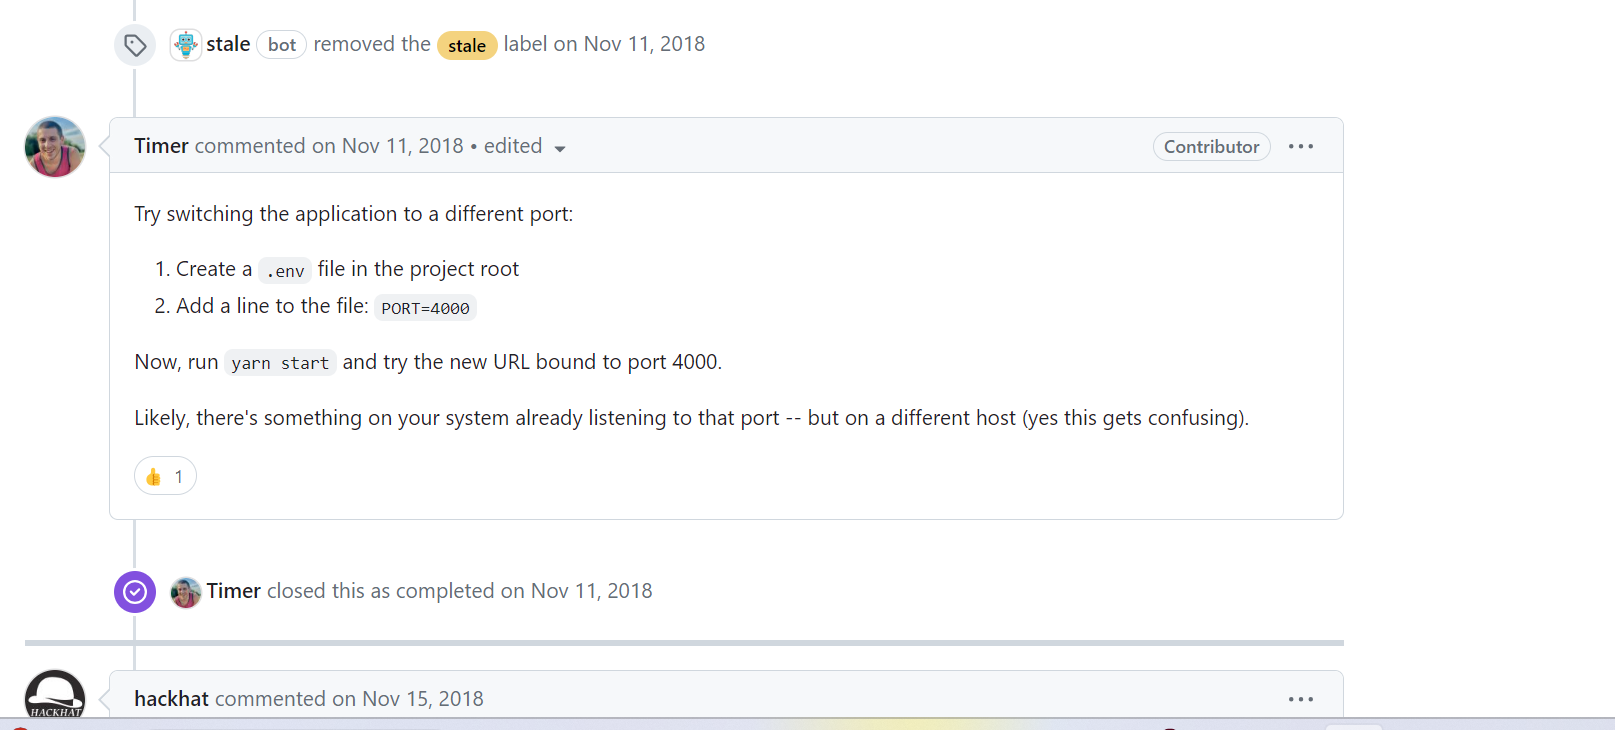 stale bot removed the stale label on Nov 11, 2018
Timer commented on Nov 11, 2018 • edited
Contributor
Try switching the application to a different port:
1. Create a .env file in the project root
2. Add a line to the file: PORT=4000
Now, run yarn start and try the new URL bound to port 4000.
Likely, there's something on your system already listening to that port -- but on a different host (yes this gets confusing).
👍 1
Timer closed this as completed on Nov 11, 2018
HACKHAT
hackhat commented on Nov 15, 2018